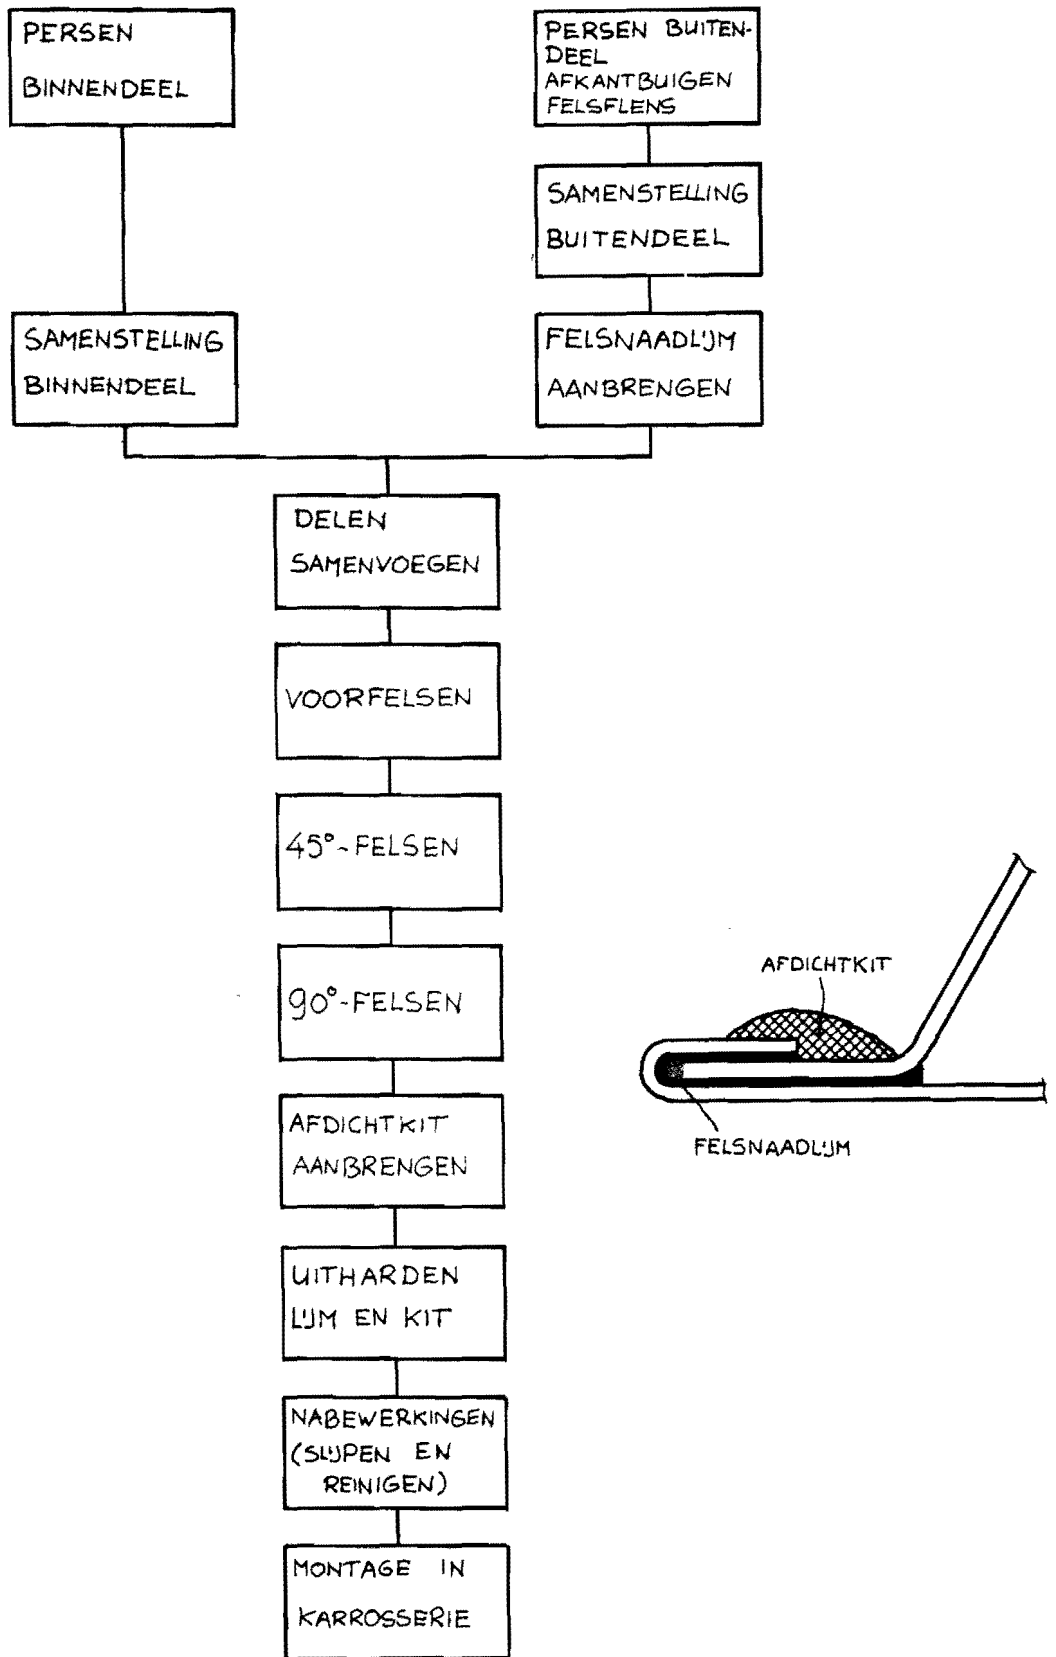 PERSEN
BINNENDEEL
PERSEN BUITEN-
DEEL
AFKANTBUIGEN
FELSFLENS
SAMENSTELLING
BUITENDEEL
SAMENSTELLING
BINNENDEEL
FELSNAADLIJM
AANBRENGEN
DELEN
SAMENVOEGEN
VOORFELSEN
45°-FELSEN
90°-FELSEN
AFDICHTKIT
AANBRENGEN
UITHARDEN
LIJM EN KIT
NABEWERKINGEN
(SLIJPEN EN
REINIGEN)
MONTAGE IN
KARROSSERIE
AFDICHTKIT
FELSNAADLIJM